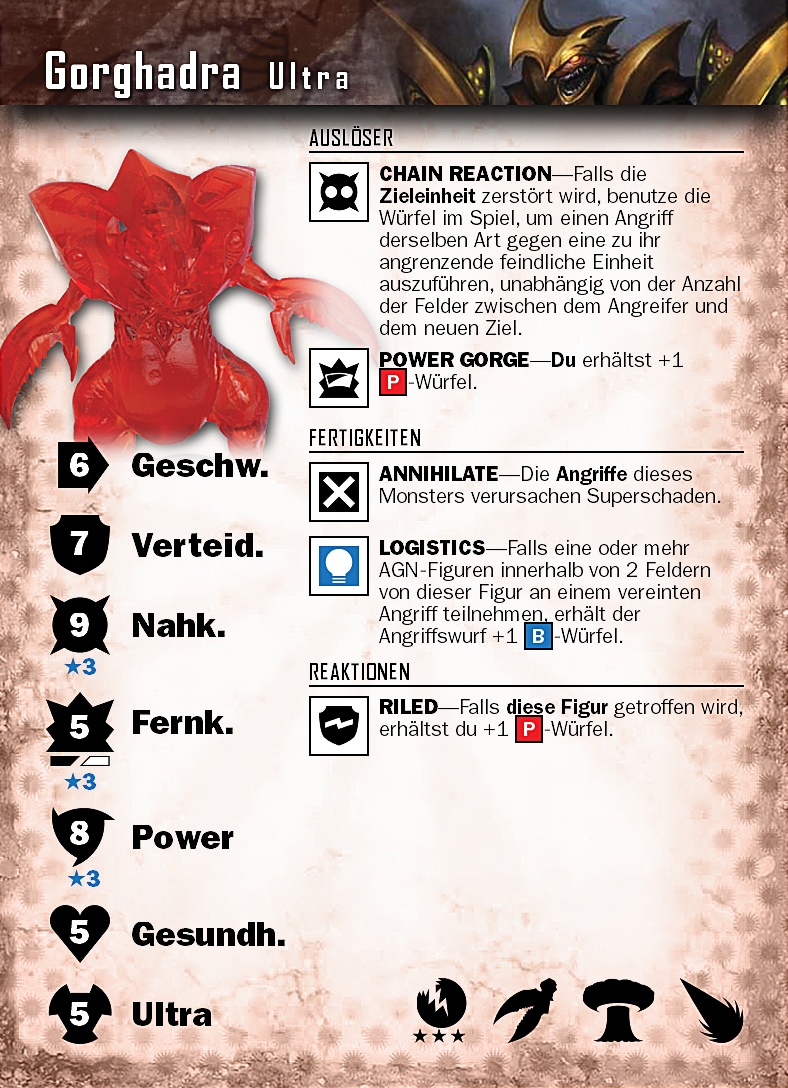 Gorghadra Ultra
AUSLÖSER
CHAIN REACTION—Falls die
Zieleinheit zerstört wird, benutze die
Würfel im Spiel, um einen Angriff
derselben Art gegen eine zu ihr
angrenzende feindliche Einheit
auszuführen, unabhängig von der Anzahl
der Felder zwischen dem Angreifer und
dem neuen Ziel.
POWER GORGE—Du erhältst +1
P-Würfel.
FERTIGKEITEN
ANNIHILATE—Die Angriffe dieses
Monsters verursachen Superschaden.
LOGISTICS—Falls eine oder mehr
AGN-Figuren innerhalb von 2 Feldern
von dieser Figur an einem vereinten
Angriff teilnehmen, erhält der
Angriffswurf +1 B-Würfel.
REAKTIONEN
RILED—Falls diese Figur getroffen wird,
erhältst du +1 P-Würfel.
6 Geschw.
7 Verteid.
9 Nahk.
★3
5 Fernk.
★3
8 Power
★3
5 Gesundh.
5 Ultra
★★★